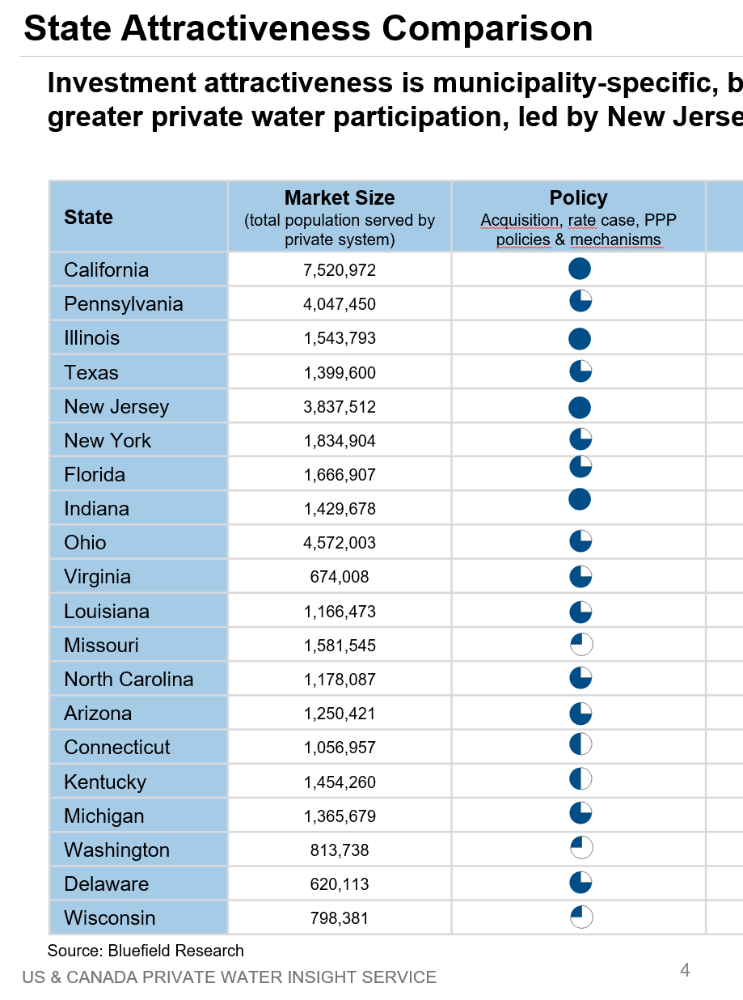 State Attractiveness Comparison
Investment attractiveness is municipality-specific, b
greater private water participation, led by New Jerse
State
Market Size
(total population served by
private system)
Policy
Acquisition, rate case, PPP
policies & mechanisms
California 7,520,972
Pennsylvania 4,047,450
Illinois 1,543,793
Texas 1,399,600
New Jersey 3,837,512
New York 1,834,904
Florida 1,666,907
Indiana 1,429,678
Ohio 4,572,003
Virginia 674,008
Louisiana 1,166,473
Missouri 1,581,545
North Carolina 1,178,087
Arizona 1,250,421
Connecticut 1,056,957
Kentucky 1,454,260
Michigan 1,365,679
Washington 813,738
Delaware 620,113
Wisconsin 798,381
Source: Bluefield Research
US & CANADA PRIVATE WATER INSIGHT SERVICE
4